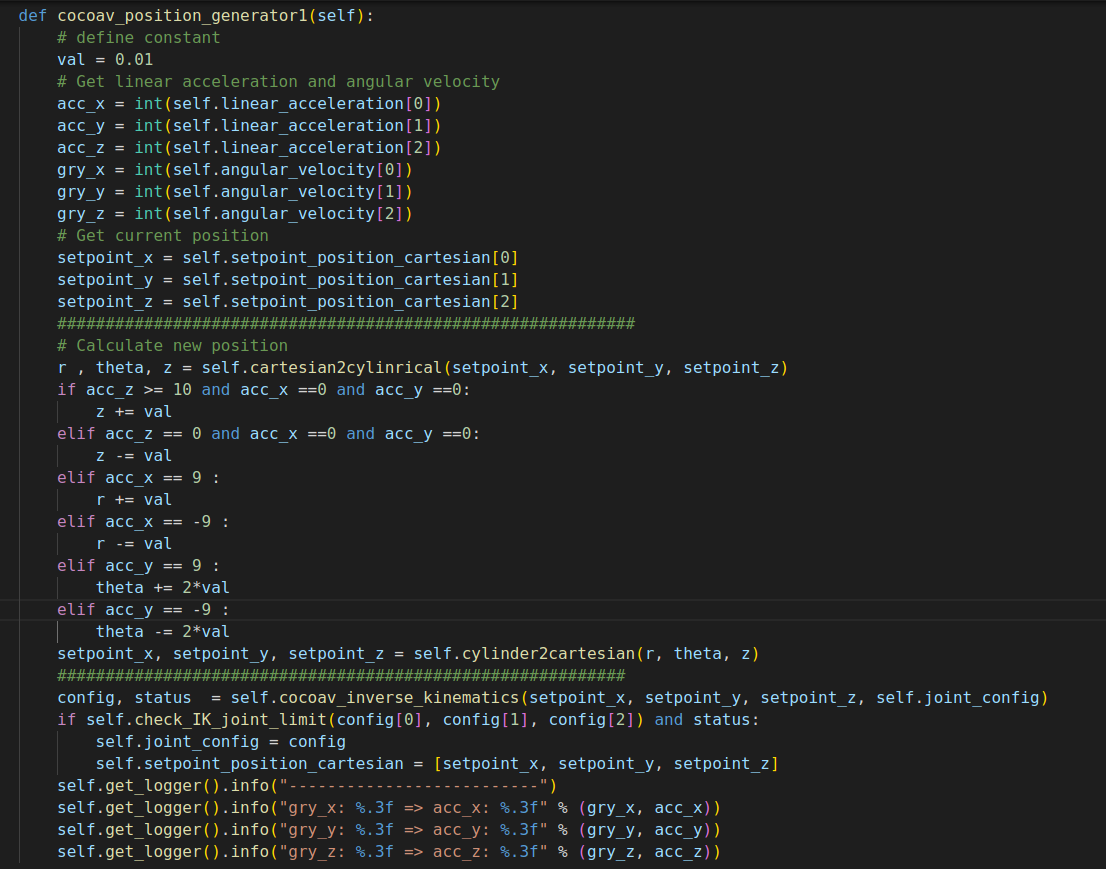 def cocoav_position_generator1(self):
    # define constant
    val = 0.01
    # Get linear acceleration and angular velocity
    acc_x = int(self.linear_acceleration[0])
    acc_y = int(self.linear_acceleration[1])
    acc_z = int(self.linear_acceleration[2])
    gry_x = int(self.angular_velocity[0])
    gry_y = int(self.angular_velocity[1])
    gry_z = int(self.angular_velocity[2])
    # Get current position
    setpoint_x = self.setpoint_position_cartesian[0]
    setpoint_y = self.setpoint_position_cartesian[1]
    setpoint_z = self.setpoint_position_cartesian[2]
    ############################################################
    # Calculate new position
    r , theta, z = self.cartesian2cylinrical(setpoint_x, setpoint_y, setpoint_z)
    if acc_z >= 10 and acc_x ==0 and acc_y ==0:
        z += val
    elif acc_z == 0 and acc_x ==0 and acc_y ==0:
        z -= val
    elif acc_x == 9 :
        r += val
    elif acc_x == -9 :
        r -= val
    elif acc_y == 9 :
        theta += 2*val
    elif acc_y == -9 :
        theta -= 2*val
    setpoint_x, setpoint_y, setpoint_z = self.cylinder2cartesian(r, theta, z)
    ###########################################################
    config, status  = self.cocoav_inverse_kinematics(setpoint_x, setpoint_y, setpoint_z, self.joint_config)
    if self.check_IK_joint_limit(config[0], config[1], config[2]) and status:
        self.joint_config = config
        self.setpoint_position_cartesian = [setpoint_x, setpoint_y, setpoint_z]
    self.get_logger().info("--------------------------")
    self.get_logger().info("gry_x: %.3f => acc_x: %.3f" % (gry_x, acc_x))
    self.get_logger().info("gry_y: %.3f => acc_y: %.3f" % (gry_y, acc_y))
    self.get_logger().info("gry_z: %.3f => acc_z: %.3f" % (gry_z, acc_z))